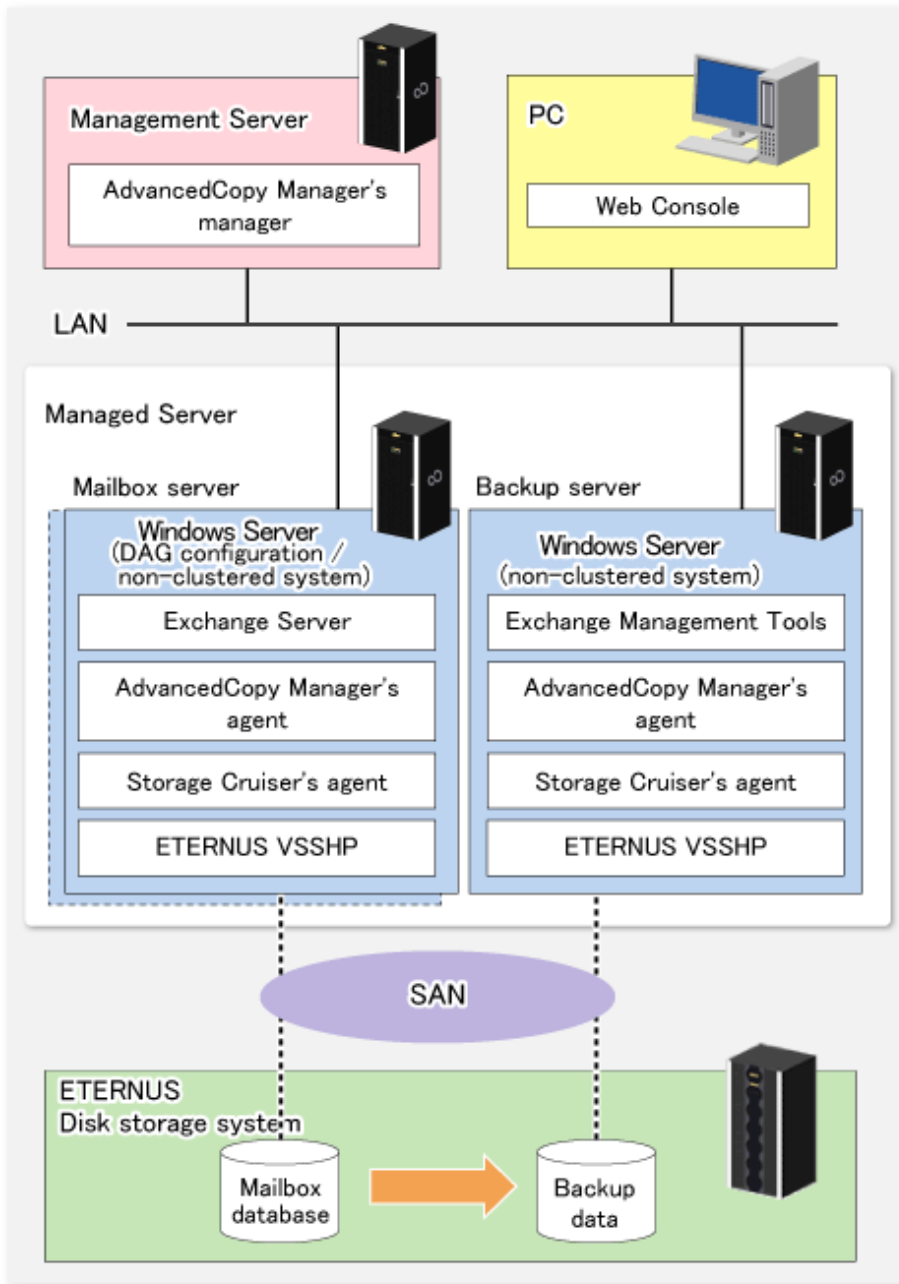 Management Server
AdvancedCopy Manager's
manager
PC
Web Console
LAN
Managed Server
Mailbox server
Windows Server
(DAG configuration /
non-clustered system)
Exchange Server
AdvancedCopy Manager's
agent
Storage Cruiser's agent
ETERNUS VSSHP
Backup server
Windows Server
(non-clustered system)
Exchange Management Tools
AdvancedCopy Manager's
agent
Storage Cruiser's agent
ETERNUS VSSHP
SAN
ETERNUS
Disk storage system
Mailbox
database
Backup
data